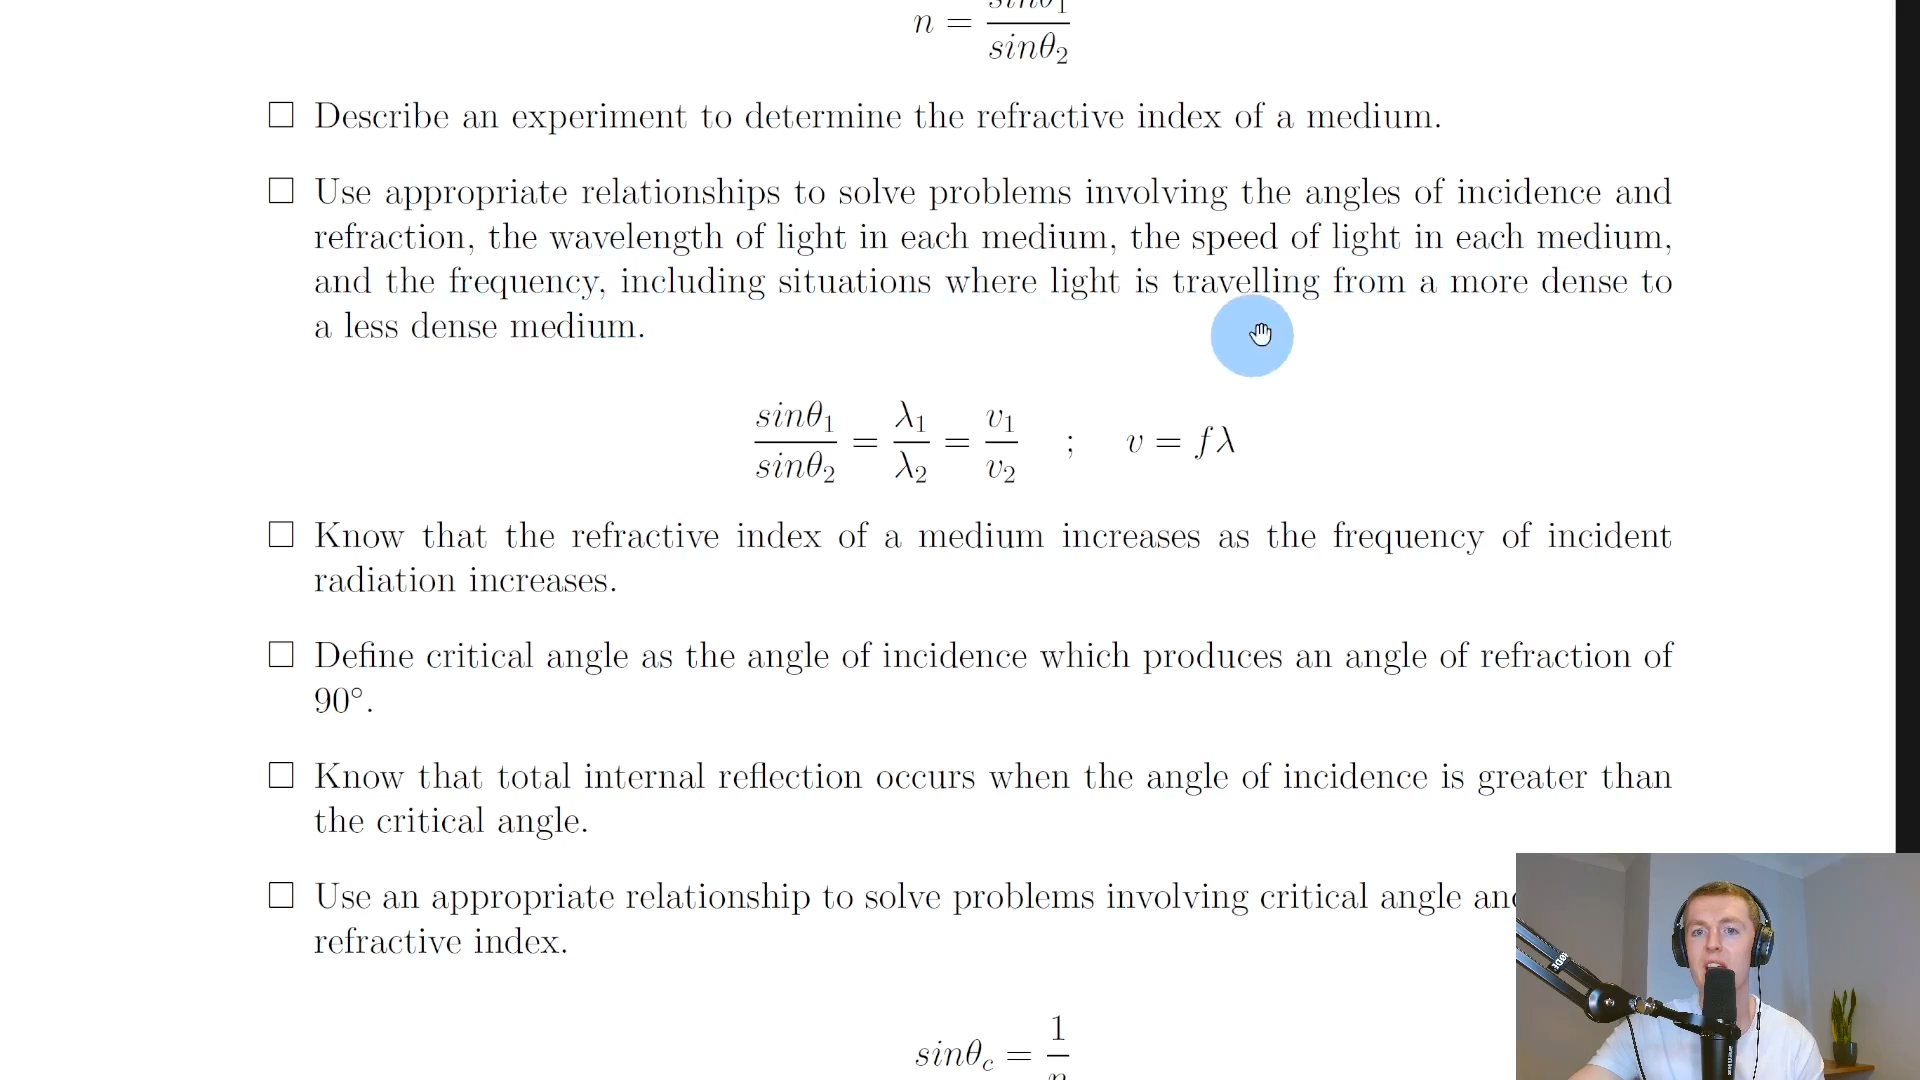 n = sinθ₁ / sinθ₂
☐ Describe an experiment to determine the refractive index of a medium.
☐ Use appropriate relationships to solve problems involving the angles of incidence and
refraction, the wavelength of light in each medium, the speed of light in each medium,
and the frequency, including situations where light is travelling from a more dense to
a less dense medium.
sinθ₁ / sinθ₂ = λ₁ / λ₂ = v₁ / v₂ ; v = fλ
☐ Know that the refractive index of a medium increases as the frequency of incident
radiation increases.
☐ Define critical angle as the angle of incidence which produces an angle of refraction of
90°.
☐ Know that total internal reflection occurs when the angle of incidence is greater than
the critical angle.
☐ Use an appropriate relationship to solve problems involving critical angle and
refractive index.
sinθc = 1 / n
RØDE